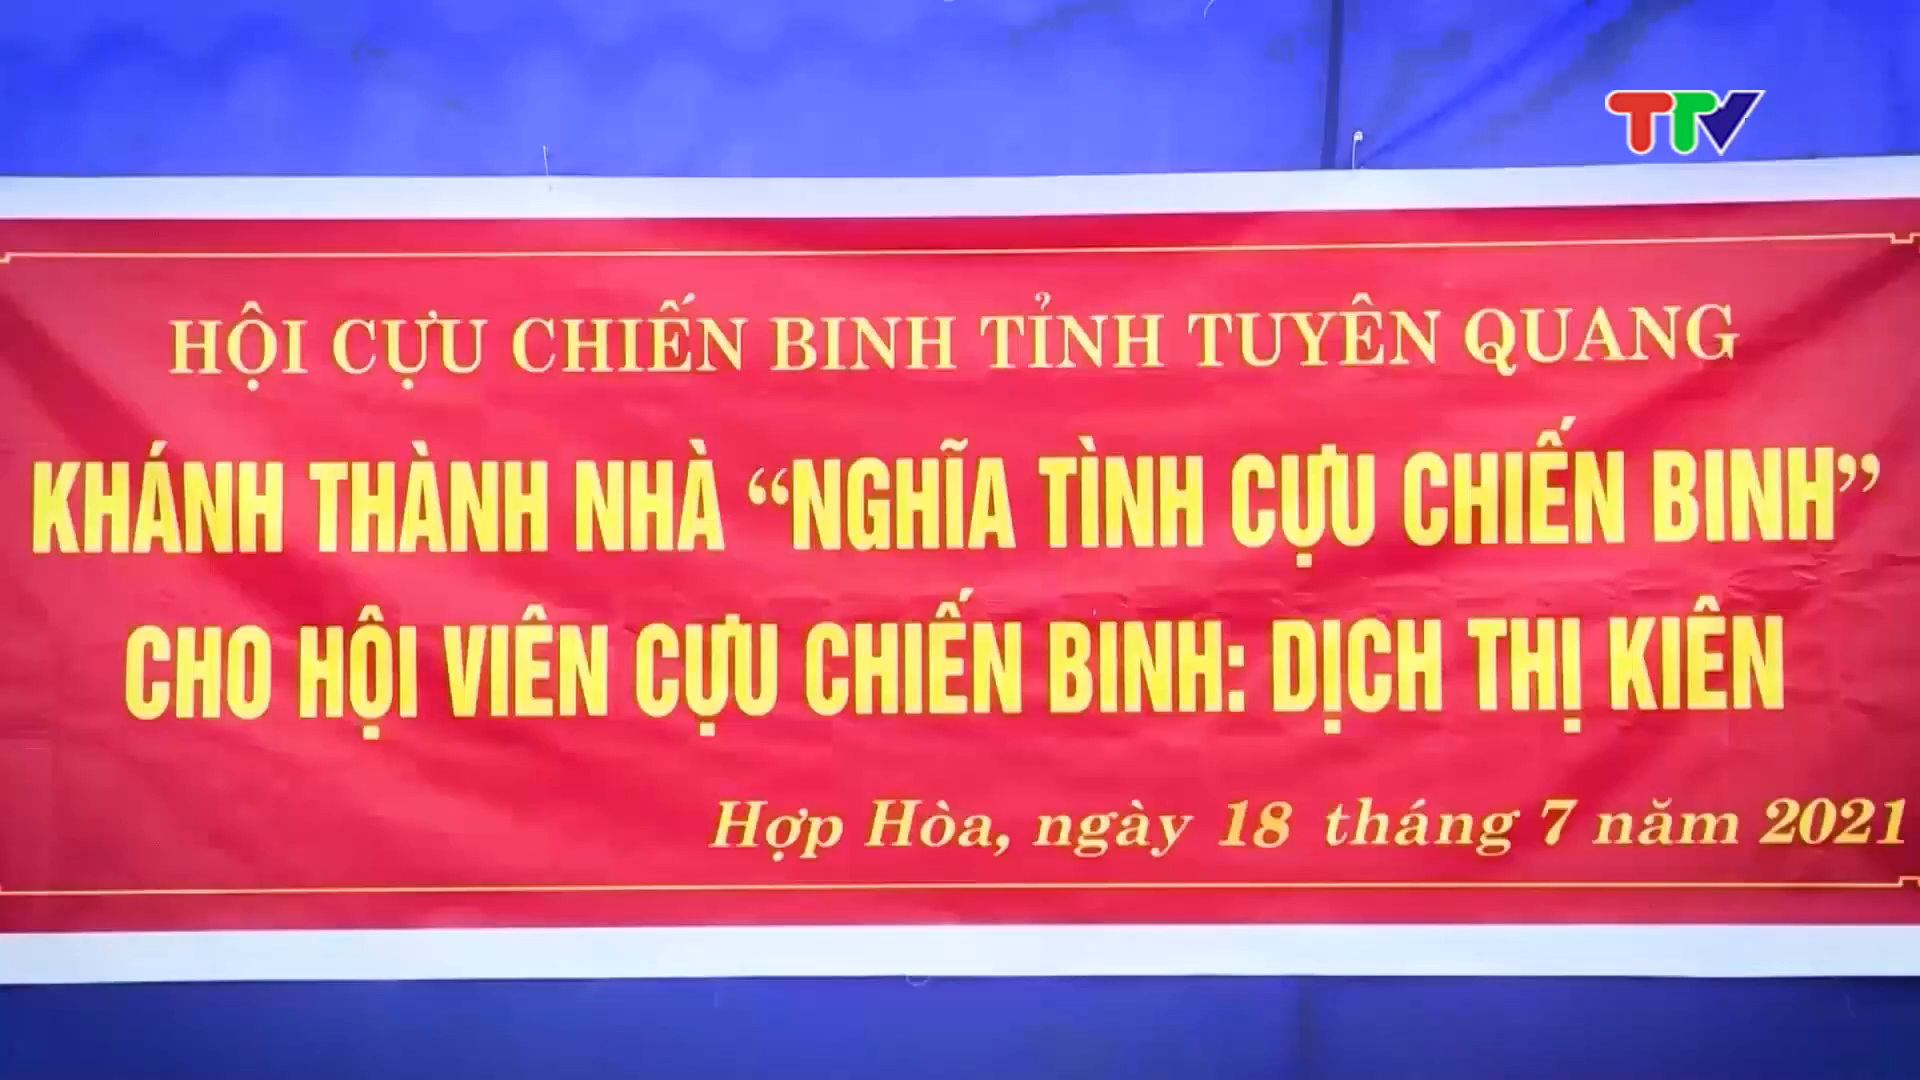 TTV
HỘI CỰU CHIẾN BINH TỈNH TUYÊN QUANG
KHÁNH THÀNH NHÀ “NGHĨA TÌNH CỰU CHIẾN BINH”
CHO HỘI VIÊN CỰU CHIẾN BINH: DỊCH THỊ KIÊN
Hợp Hòa, ngày 18 tháng 7 năm 2021